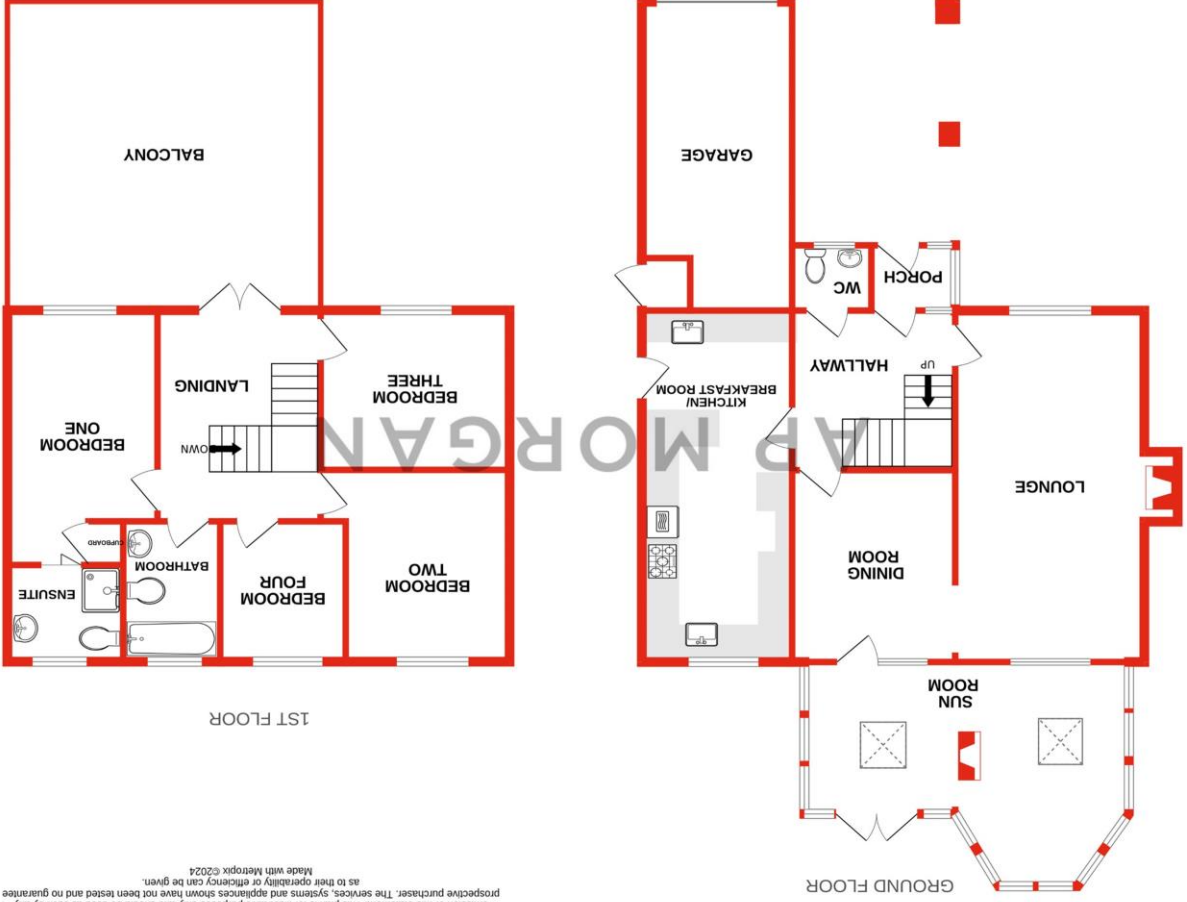 GROUND FLOOR
SUN
ROOM
LOUNGE
DINING
ROOM
KITCHEN/
BREAKFAST ROOM
HALLWAY
UP
PORCH
WC
GARAGE
prospective purchaser. The services, systems and appliances shown have not been tested and no guarantee
as to their operability or efficiency can be given.
Made with Metropix ©2024
1ST FLOOR
BEDROOM
TWO
BEDROOM
FOUR
BATHROOM
ENSUITE
CUPBOARD
BEDROOM
THREE
LANDING
OWN
BEDROOM
ONE
BALCONY
AP MORGAN